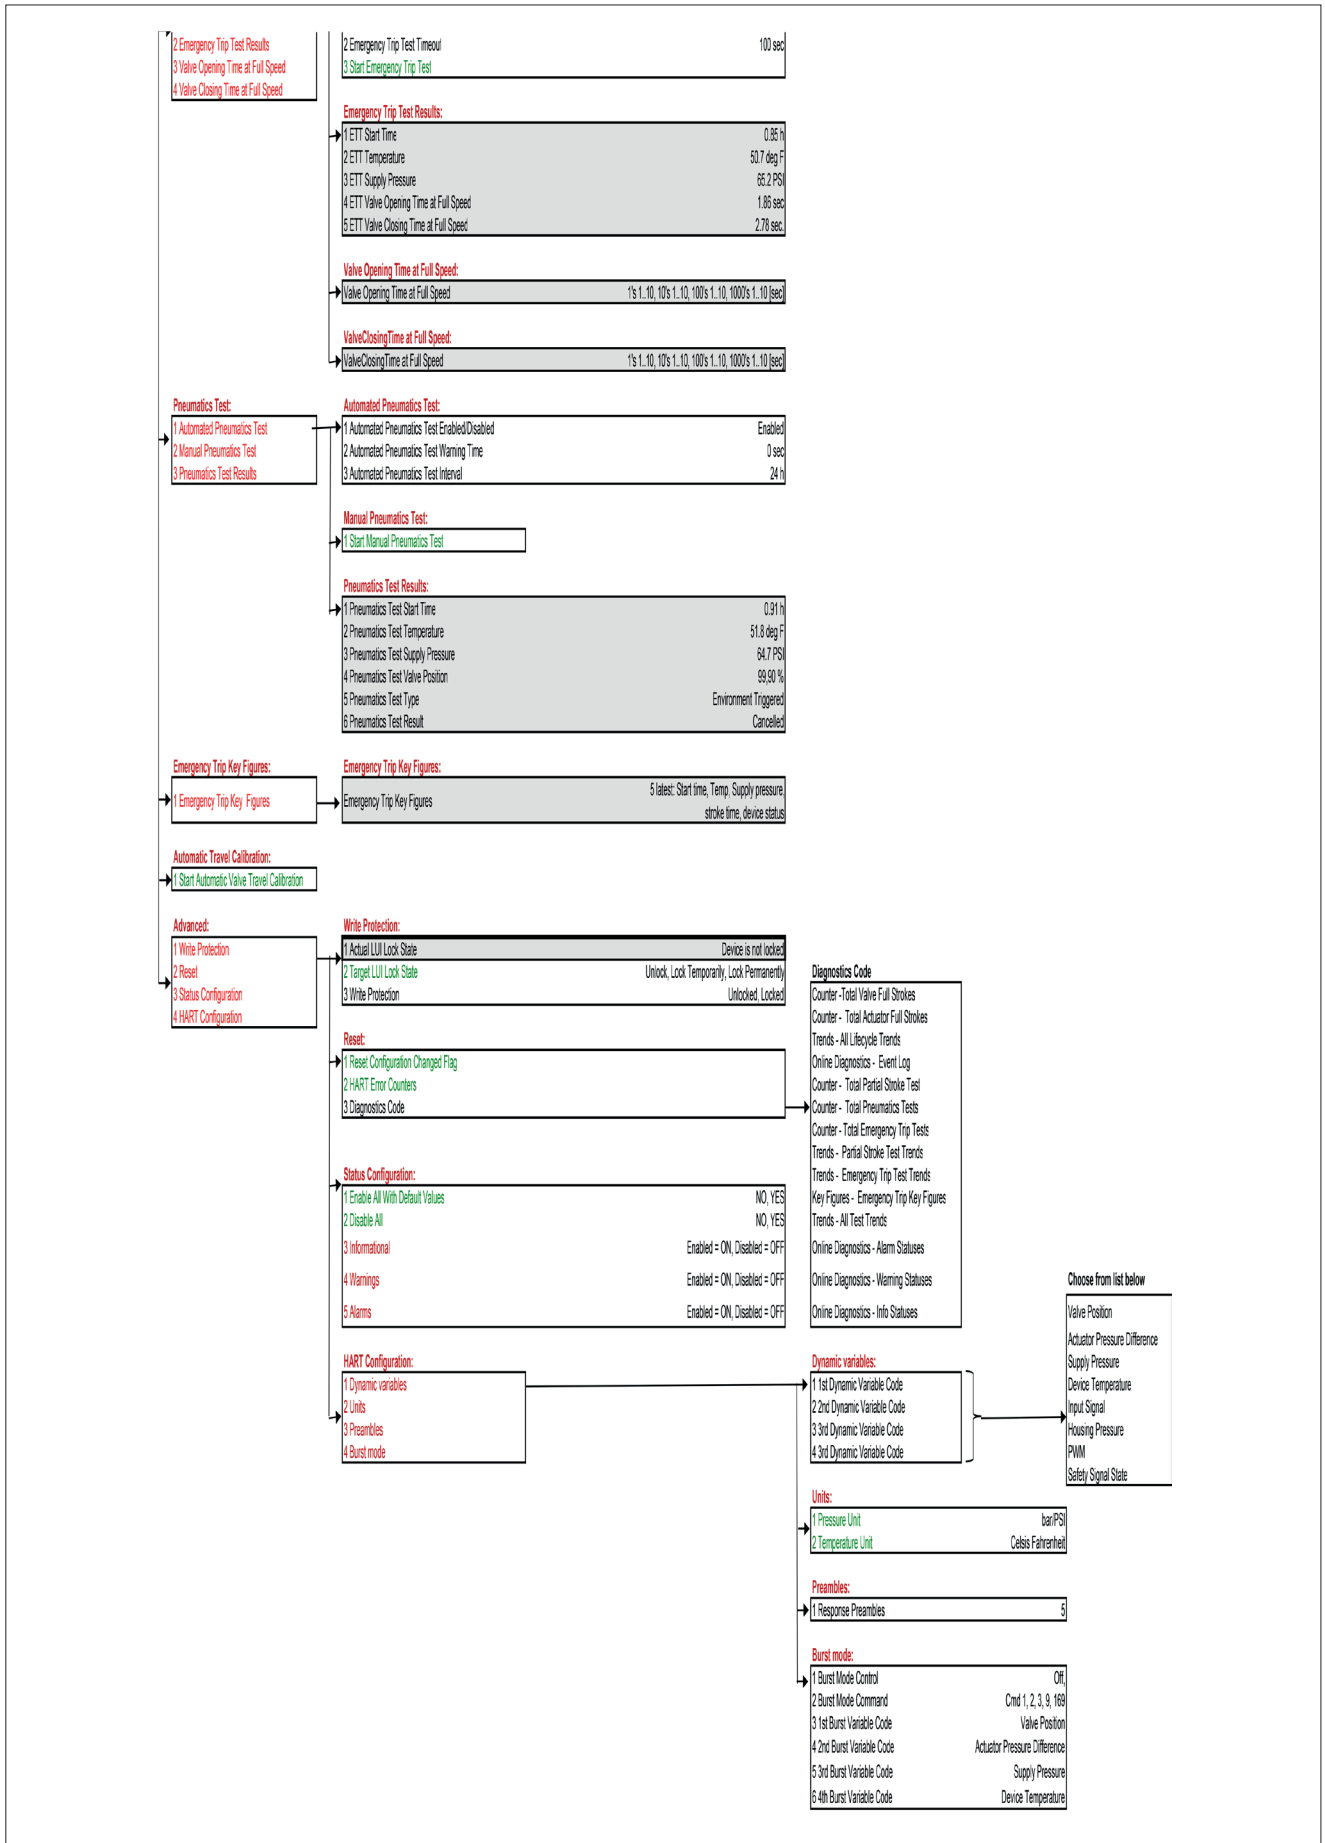 2 Emergency Trip Test Results
3 Valve Opening Time at Full Speed
4 Valve Closing Time at Full Speed
2 Emergency Trip Test Timeout 100 sec
3 Start Emergency Trip Test
Emergency Trip Test Results:
1 ETT Start Time 0.85 h
2 ETT Temperature 50.7 deg F
3 ETT Supply Pressure 65.2 PSI
4 ETT Valve Opening Time at Full Speed 1.86 sec
5 ETT Valve Closing Time at Full Speed 2.78 sec.
Valve Opening Time at Full Speed:
Valve Opening Time at Full Speed 1's 1..10, 10's 1..10, 100's 1..10, 1000's 1..10 [sec]
ValveClosingTime at Full Speed:
ValveClosingTime at Full Speed 1's 1..10, 10's 1..10, 100's 1..10, 1000's 1..10 [sec]
Pneumatics Test:
1 Automated Pneumatics Test
2 Manual Pneumatics Test
3 Pneumatics Test Results
Automated Pneumatics Test:
1 Automated Pneumatics Test Enabled/Disabled Enabled
2 Automated Pneumatics Test Warning Time 0 sec
3 Automated Pneumatics Test Interval 24 h
Manual Pneumatics Test:
1 Start Manual Pneumatics Test
Pneumatics Test Results:
1 Pneumatics Test Start Time 0.91 h
2 Pneumatics Test Temperature 51.8 deg F
3 Pneumatics Test Supply Pressure 64.7 PSI
4 Pneumatics Test Valve Position 99,90 %
5 Pneumatics Test Type Environment Triggered
6 Pneumatics Test Result Cancelled
Emergency Trip Key Figures:
1 Emergency Trip Key Figures
Emergency Trip Key Figures:
Emergency Trip Key Figures 5 latest: Start time, Temp, Supply pressure,
stroke time, device status
Automatic Travel Calibration:
1 Start Automatic Valve Travel Calibration
Advanced:
1 Write Protection
2 Reset
3 Status Configuration
4 HART Configuration
Write Protection:
1 Actual LUI Lock State Device is not locked
2 Target LUI Lock State Unlock, Lock Temporarily, Lock Permanently
3 Write Protection Unlocked, Locked
Reset:
1 Reset Configuration Changed Flag
2 HART Error Counters
3 Diagnostics Code
Diagnostics Code
Counter -Total Valve Full Strokes
Counter - Total Actuator Full Strokes
Trends - All Lifecycle Trends
Online Diagnostics - Event Log
Counter - Total Partial Stroke Test
Counter - Total Pneumatics Tests
Counter - Total Emergency Trip Tests
Trends - Partial Stroke Test Trends
Trends - Emergency Trip Test Trends
Key Figures - Emergency Trip Key Figures
Trends - All Test Trends
Online Diagnostics - Alarm Statuses
Online Diagnostics - Warning Statuses
Online Diagnostics - Info Statuses
Status Configuration:
1 Enable All With Default Values NO, YES
2 Disable All NO, YES
3 Informational Enabled = ON, Disabled = OFF
4 Warnings Enabled = ON, Disabled = OFF
5 Alarms Enabled = ON, Disabled = OFF
HART Configuration:
1 Dynamic variables
2 Units
3 Preambles
4 Burst mode
Dynamic variables:
1 1st Dynamic Variable Code
2 2nd Dynamic Variable Code
3 3rd Dynamic Variable Code
4 3rd Dynamic Variable Code
Choose from list below
Valve Position
Actuator Pressure Difference
Supply Pressure
Device Temperature
Input Signal
Housing Pressure
PWM
Safety Signal State
Units:
1 Pressure Unit bar/PSI
2 Temperature Unit Celsis Fahrenheit
Preambles:
1 Response Preambles 5
Burst mode:
1 Burst Mode Control Off,
2 Burst Mode Command Cmd 1, 2, 3, 9, 169
3 1st Burst Variable Code Valve Position
4 2nd Burst Variable Code Actuator Pressure Difference
5 3rd Burst Variable Code Supply Pressure
6 4th Burst Variable Code Device Temperature